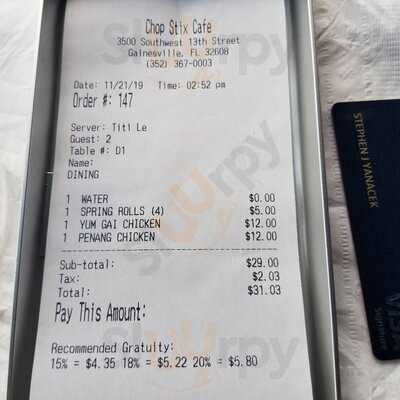 Chop Stix Cafe
3500 Southwest 13th Street
Gainesville, FL 32608
(352) 367-0003
Date: 11/21/19 Time: 02:52 pm
Order #: 147
Server: Titi Le
Guest: 2
Table #: D1
Name:
DINING
1 WATER $0.00
1 SPRING ROLLS (4) $5.00
1 YUM GAI CHICKEN $12.00
1 PENANG CHICKEN $12.00
Sub-total: $29.00
Tax: $2.03
Total: $31.03
Pay This Amount:
Recommended Gratuity:
15% = $4.35 18% = $5.22 20% = $5.80
STEPHEN J YANACEK
VISA
Signature
Slurpy